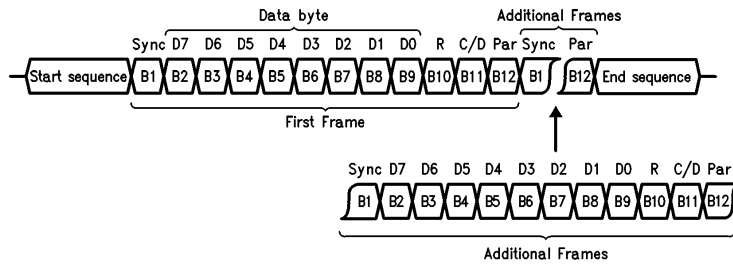 Data byte Additional Frames
Sync D7 D6 D5 D4 D3 D2 D1 D0 R C/D Par Sync Par
Start sequence B1 B2 B3 B4 B5 B6 B7 B8 B9 B10 B11 B12 B1 B12 End sequence
First Frame
Sync D7 D6 D5 D4 D3 D2 D1 D0 R C/D Par
B1 B2 B3 B4 B5 B6 B7 B8 B9 B10 B11 B12
Additional Frames